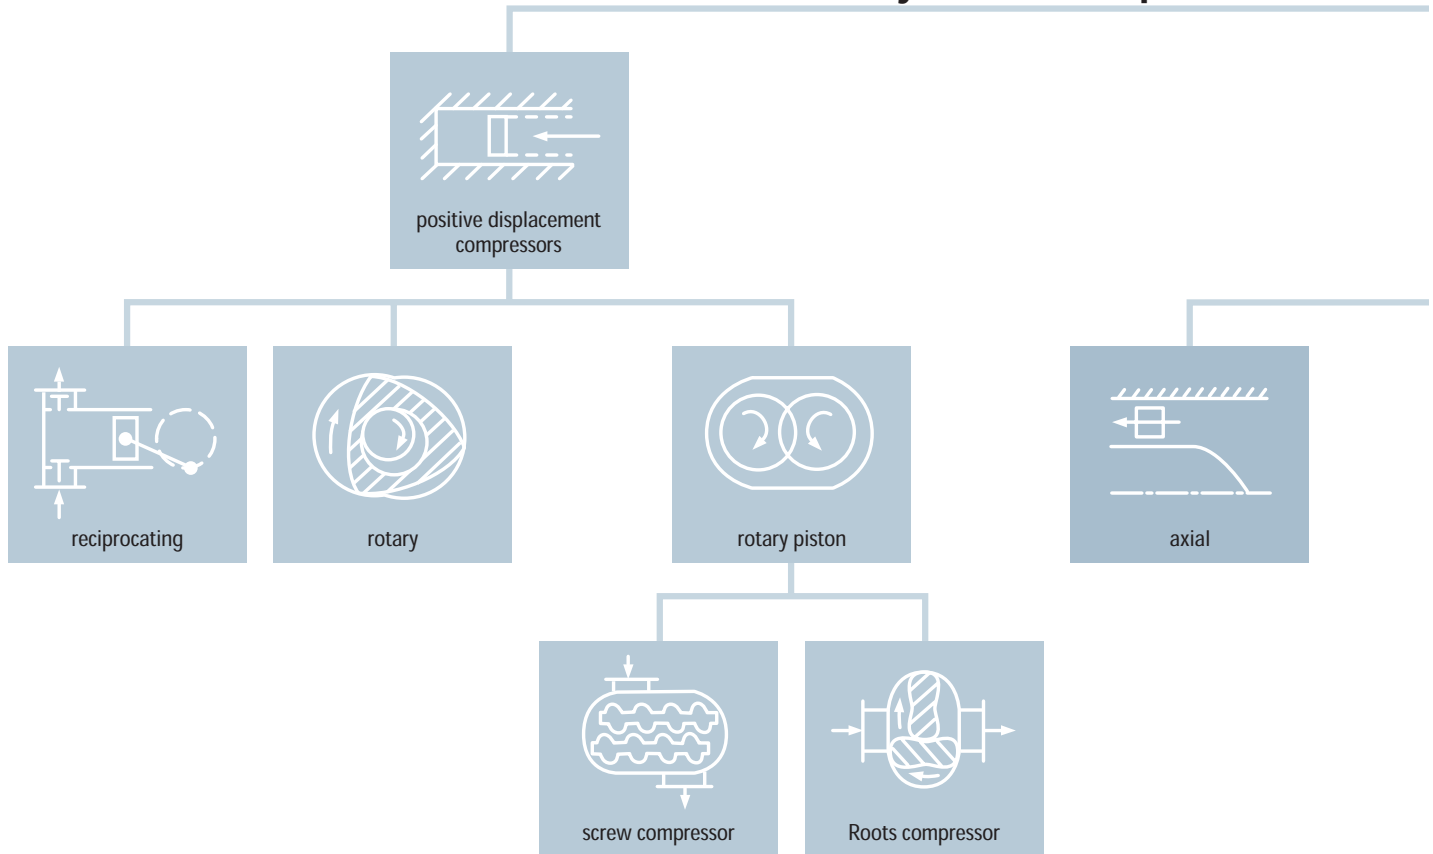 positive displacement
compressors
reciprocating
rotary
rotary piston
axial
screw compressor
Roots compressor